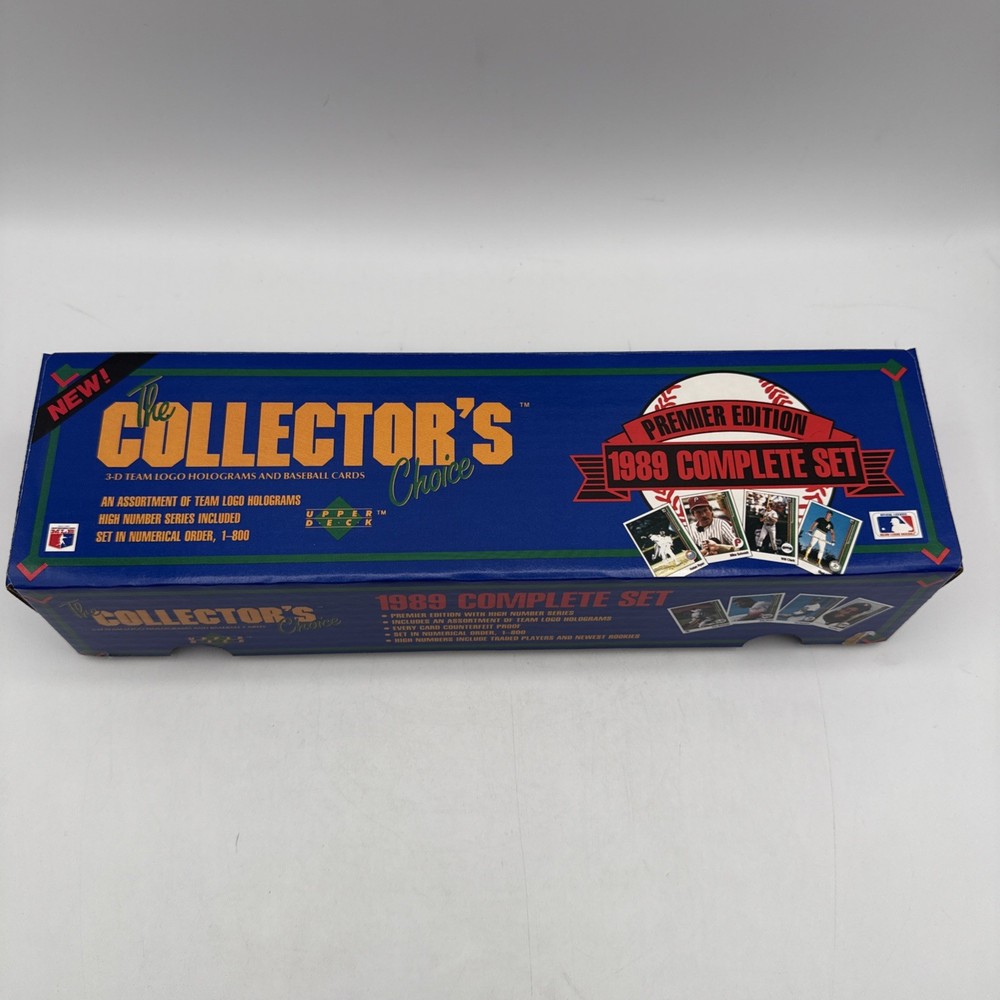 NEW!
The
COLLECTOR'S™
Choice
3-D TEAM LOGO HOLOGRAMS AND BASEBALL CARDS
AN ASSORTMENT OF TEAM LOGO HOLOGRAMS
HIGH NUMBER SERIES INCLUDED
SET IN NUMERICAL ORDER, 1-800
UPPER™
DECK
PREMIER EDITION
1989 COMPLETE SET
The
COLLECTOR'S
Choice
1989 COMPLETE SET
• PREMIER EDITION WITH HIGH NUMBER SERIES
• INCLUDES AN ASSORTMENT OF TEAM LOGO HOLOGRAMS
• EVERY CARD COUNTERFEIT PROOF
• SET IN NUMERICAL ORDER, 1-800
• HIGH NUMBERS INCLUDE TRADED PLAYERS AND NEWEST ROOKIES